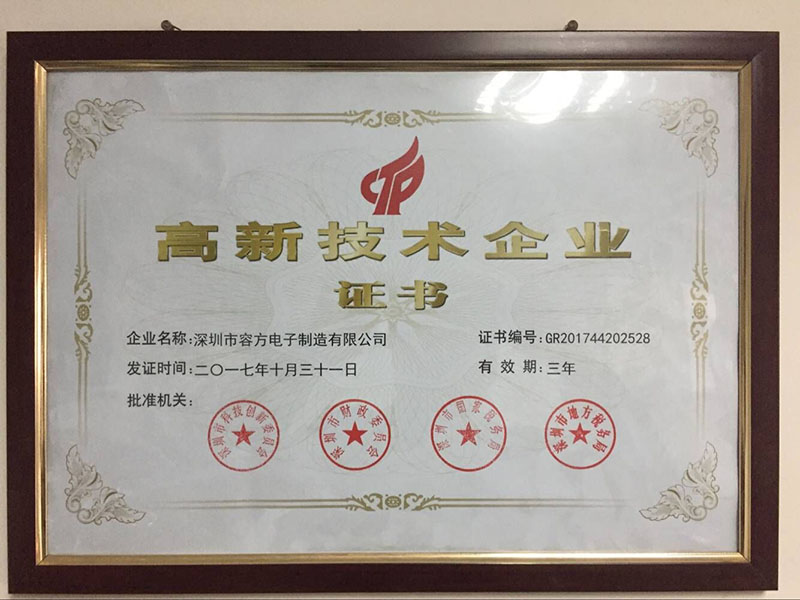 CTP
高新技术企业
证书
企业名称:深圳市容方电子制造有限公司
证书编号:GR201744202528
发证时间:二〇一七年十月三十一日
有效期:三年
批准机关:
深圳市科技创新委员会
深圳市财政委员会
市国家税务局
深圳市地方税务局